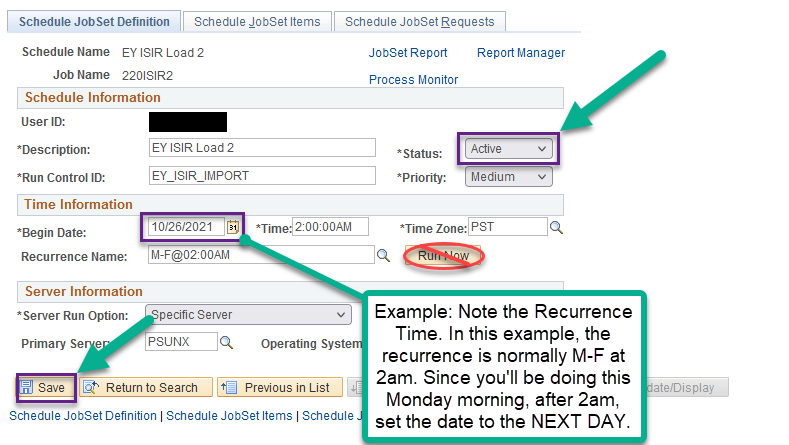 Schedule JobSet Definition Schedule JobSet Items Schedule JobSet Requests
Schedule Name EY ISIR Load 2 JobSet Report Report Manager
Job Name 220ISIR2
Process Monitor
Schedule Information
User ID:
*Description: EY ISIR Load 2 *Status: Active
*Run Control ID: EY_ISIR_IMPORT *Priority: Medium
Time Information
*Begin Date: 10/26/2021 31 *Time: 2:00:00AM *Time Zone: PST
Recurrence Name: M-F@02:00AM Run Now
Server Information
*Server Run Option: Specific Server
Primary Server: PSUNX Operating System
Example: Note the Recurrence
Time. In this example, the
recurrence is normally M-F at
2am. Since you'll be doing this
Monday morning, after 2am,
set the date to the NEXT DAY.
Save Return to Search Previous in List date/Display
Schedule JobSet Definition | Schedule JobSet Items | Schedule J